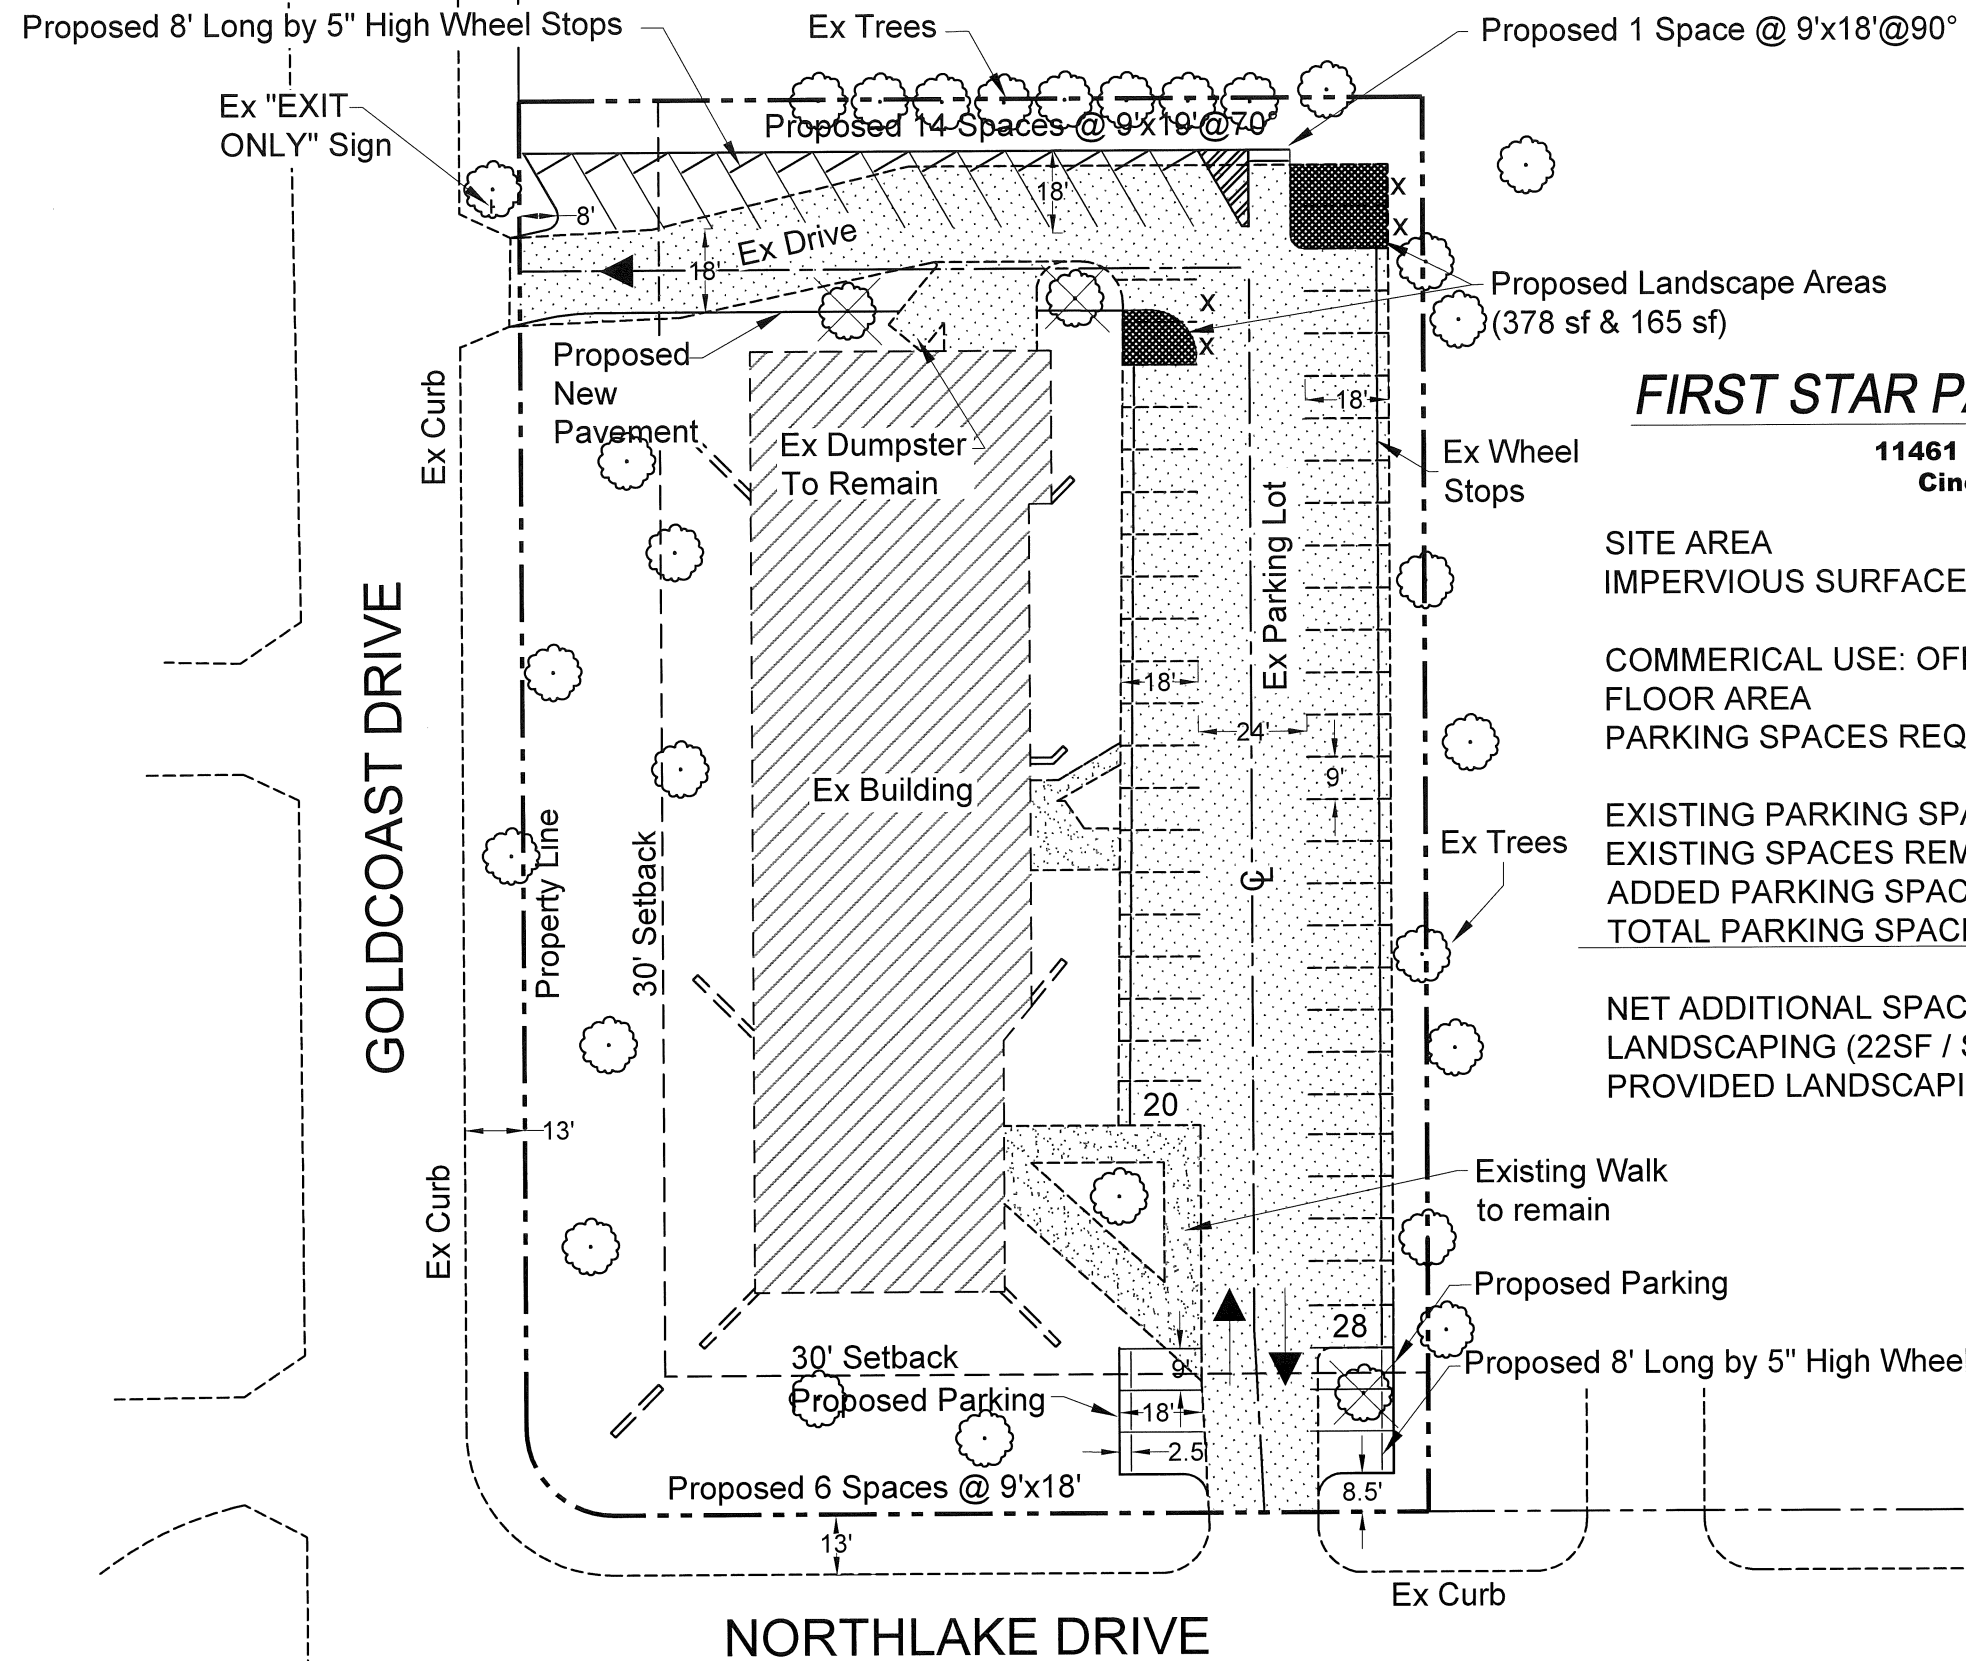 Proposed 8' Long by 5" High Wheel Stops
Ex Trees
Proposed 1 Space @ 9'x18'@90°
Ex "EXIT
ONLY" Sign
Proposed 14 Spaces @ 9'x19'@70°
18'
8'
Ex Drive
18'
X
X
X
X
Proposed Landscape Areas
(378 sf & 165 sf)
Proposed
New
Pavement
Ex Curb
Ex Dumpster
To Remain
18'
Ex Wheel
Stops
FIRST STAR PA
11461
Cinc
SITE AREA
IMPERVIOUS SURFACE
COMMERICAL USE: OFF
FLOOR AREA
PARKING SPACES REQ
EXISTING PARKING SPA
EXISTING SPACES REM
ADDED PARKING SPAC
TOTAL PARKING SPACE
NET ADDITIONAL SPAC
LANDSCAPING (22SF / S
PROVIDED LANDSCAPI
Ex Parking Lot
18'
24'
9'
GOLDCOAST DRIVE
Ex Building
Property Line
30' Setback
Ex Trees
CL
20
13'
Ex Curb
Existing Walk
to remain
Proposed Parking
28
Proposed 8' Long by 5" High Wheel
30' Setback
9'
Proposed Parking
18'
2.5'
Proposed 6 Spaces @ 9'x18'
8.5'
13'
Ex Curb
NORTHLAKE DRIVE